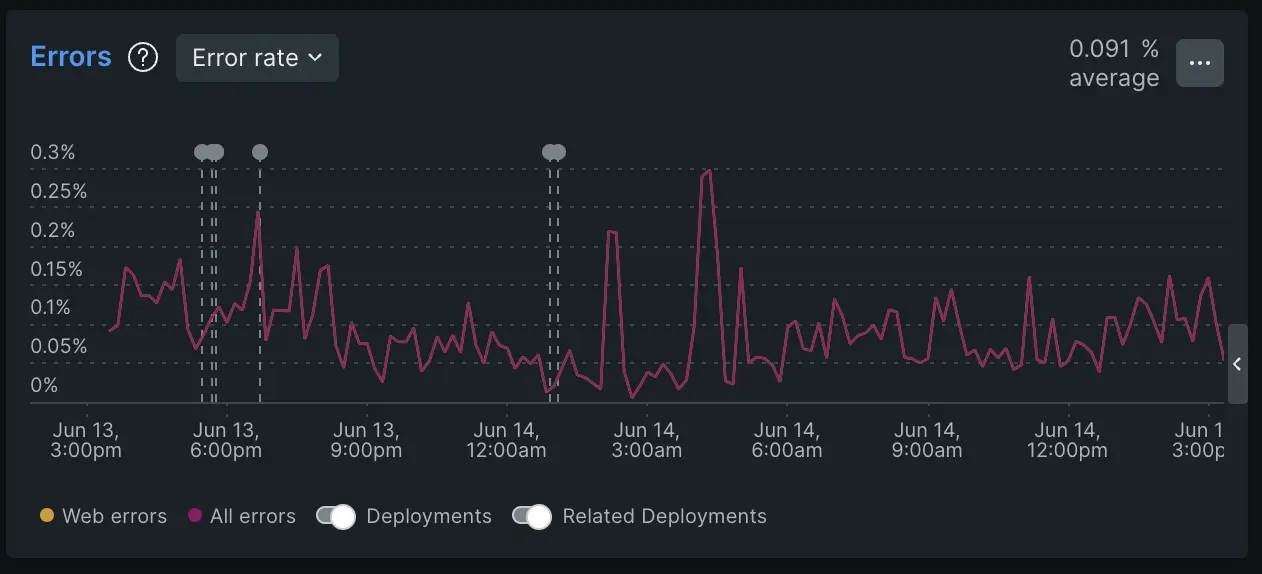 Errors ? Error rate
0.091 %
average
...
0.3%
0.25%
0.2%
0.15%
0.1%
0.05%
0%
Jun 13, Jun 13, Jun 13, Jun 14, Jun 14, Jun 14, Jun 14, Jun 14, Jun 1
3:00pm 6:00pm 9:00pm 12:00am 3:00am 6:00am 9:00am 12:00pm 3:00p
Web errors All errors Deployments Related Deployments